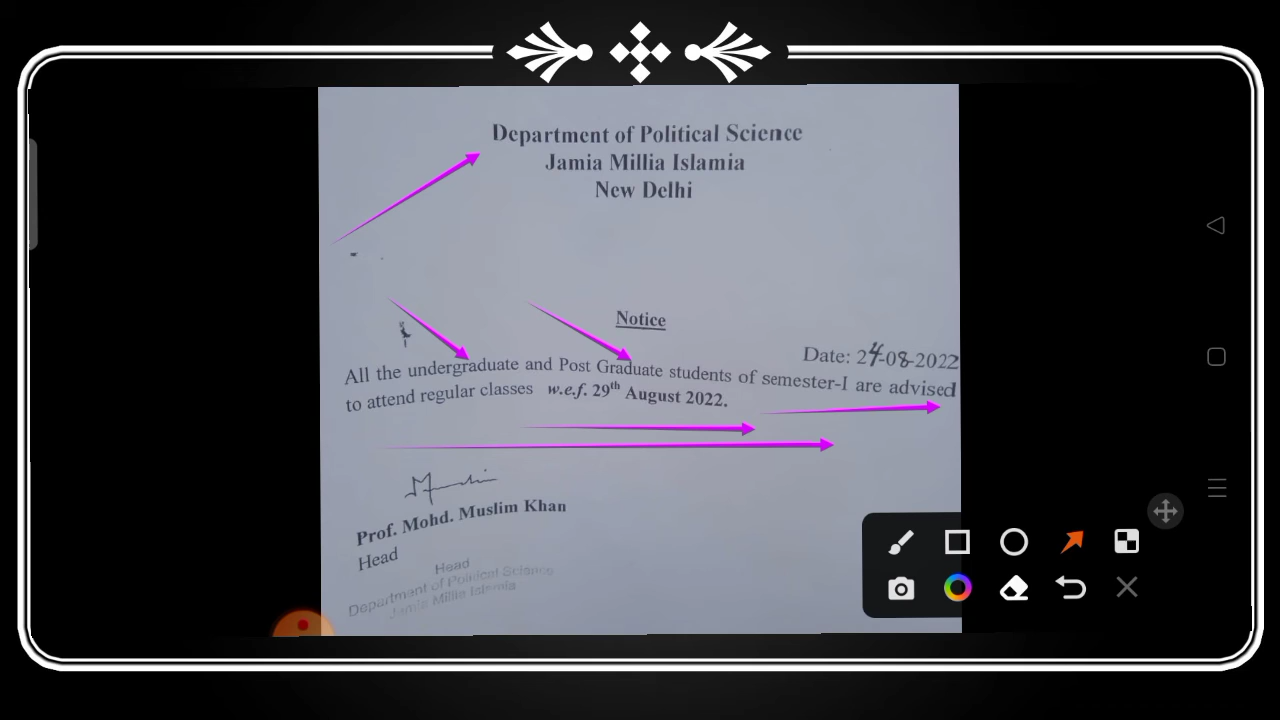 Department of Political Science
Jamia Millia Islamia
New Delhi
Notice
Date: 24-08-2022
All the undergraduate and Post Graduate students of semester-I are advised
to attend regular classes w.e.f. 29th August 2022.
Prof. Mohd. Muslim Khan
Head
Head
Department of Political Science
Jamia Millia Islamia